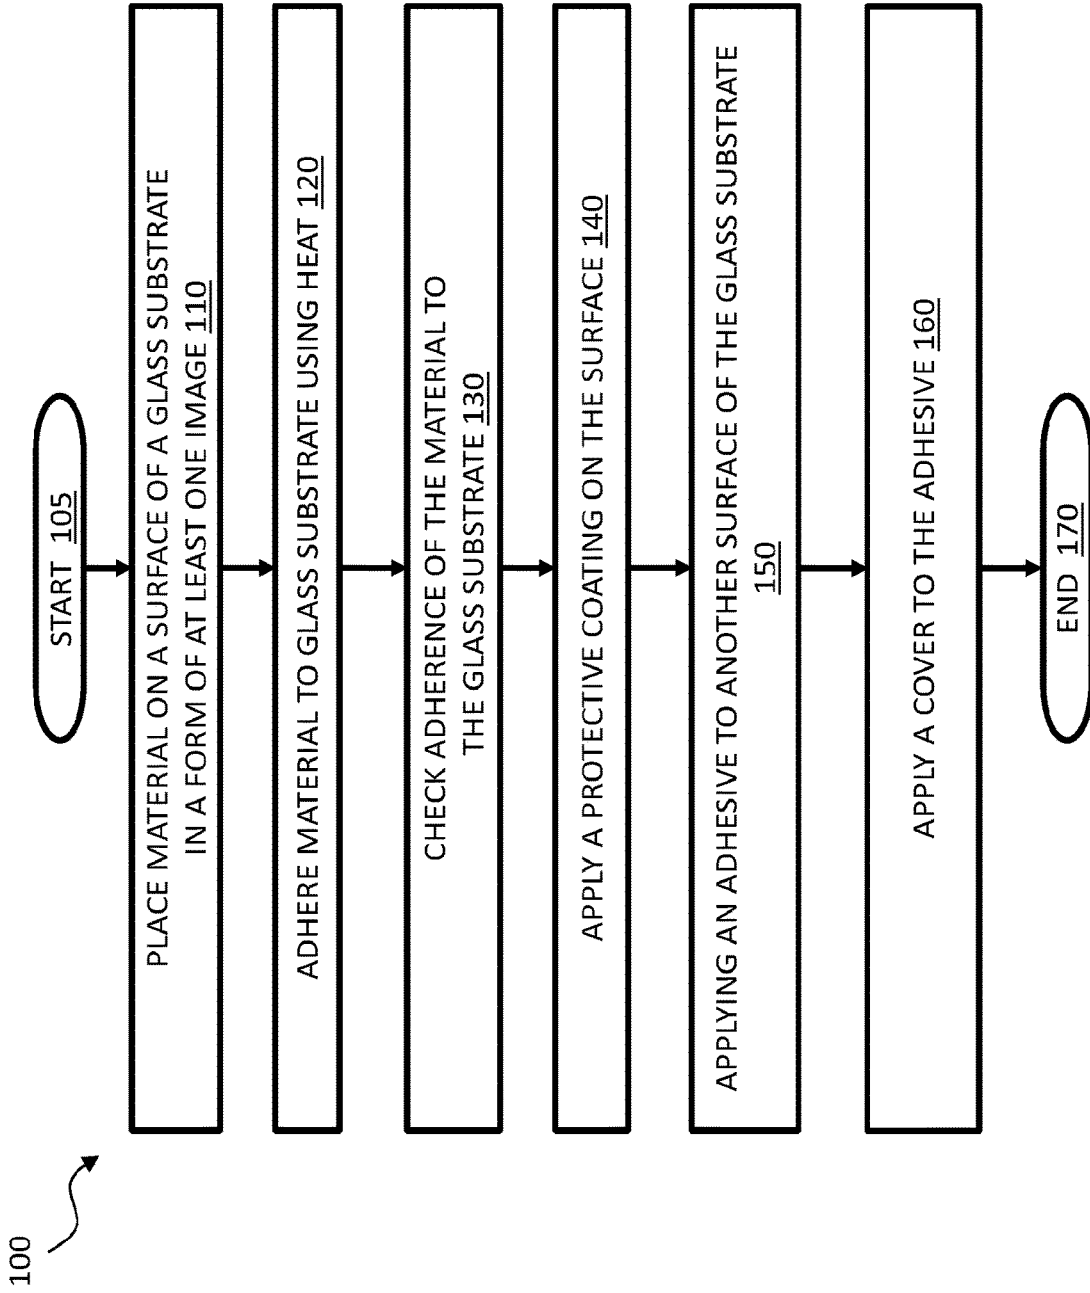 100
START 105
PLACE MATERIAL ON A SURFACE OF A GLASS SUBSTRATE
IN A FORM OF AT LEAST ONE IMAGE 110
ADHERE MATERIAL TO GLASS SUBSTRATE USING HEAT 120
CHECK ADHERENCE OF THE MATERIAL TO
THE GLASS SUBSTRATE 130
APPLY A PROTECTIVE COATING ON THE SURFACE 140
APPLYING AN ADHESIVE TO ANOTHER SURFACE OF THE GLASS SUBSTRATE
150
APPLY A COVER TO THE ADHESIVE 160
END 170